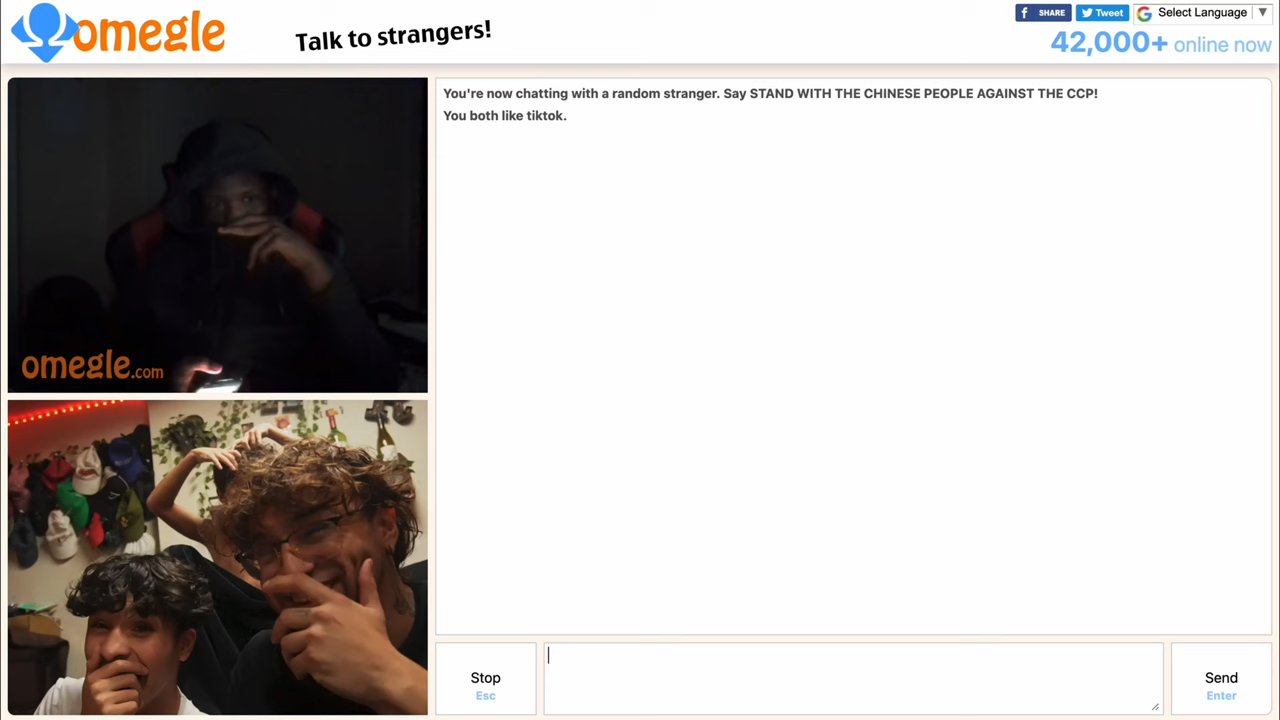 omegle
Talk to strangers!
SHARE
Tweet
Select Language
42,000+ online now
You're now chatting with a random stranger. Say STAND WITH THE CHINESE PEOPLE AGAINST THE CCP!
You both like tiktok.
omegle.com
Stop
Esc
Send
Enter